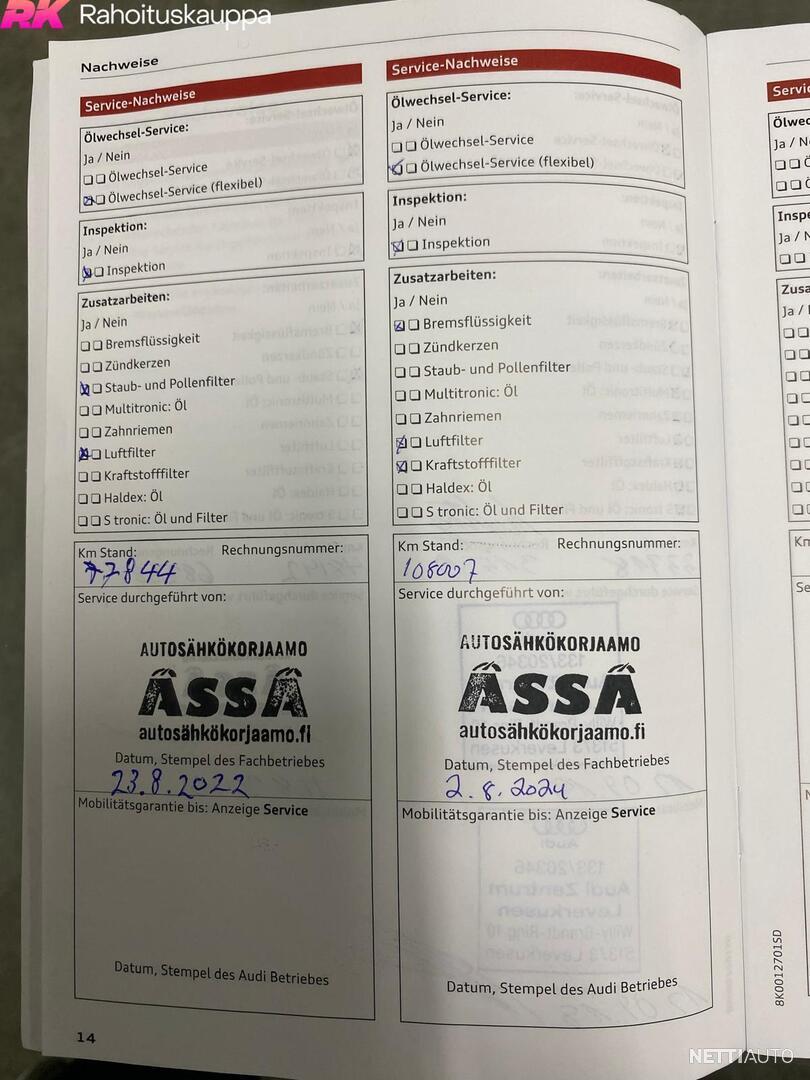 RK Rahoituskauppa
Nachweise
Service-Nachweise
Ölwechsel-Service:
Ja / Nein
Ölwechsel-Service
Ölwechsel-Service (flexibel)
Inspektion:
Ja / Nein
Inspektion
Zusatzarbeiten:
Ja / Nein
Bremsflüssigkeit
Zündkerzen
Staub- und Pollenfilter
Multitronic: Öl
Zahnriemen
Luftfilter
Kraftstofffilter
Haldex: Öl
S tronic: Öl und Filter
Km Stand: Rechnungsnummer:
77844
Service durchgeführt von:
AUTOSÄHKÖKORJAAMO
ÄSSÄ
autosähkökorjaamo.fi
Datum, Stempel des Fachbetriebes
23.8.2022
Mobilitätsgarantie bis: Anzeige Service
Datum, Stempel des Audi Betriebes
14
Service-Nachweise
Ölwechsel-Service:
Ja / Nein
Ölwechsel-Service
Ölwechsel-Service (flexibel)
Inspektion:
Ja / Nein
Inspektion
Zusatzarbeiten:
Ja / Nein
Bremsflüssigkeit
Zündkerzen
Staub- und Pollenfilter
Multitronic: Öl
Zahnriemen
Luftfilter
Kraftstofffilter
Haldex: Öl
S tronic: Öl und Filter
Km Stand: Rechnungsnummer:
108007
Service durchgeführt von:
AUTOSÄHKÖKORJAAMO
ÄSSÄ
autosähkökorjaamo.fi
Datum, Stempel des Fachbetriebes
2.8.2024
Mobilitätsgarantie bis: Anzeige Service
Datum, Stempel des Audi Betriebes
8K0012701SD
NETTIAUTO